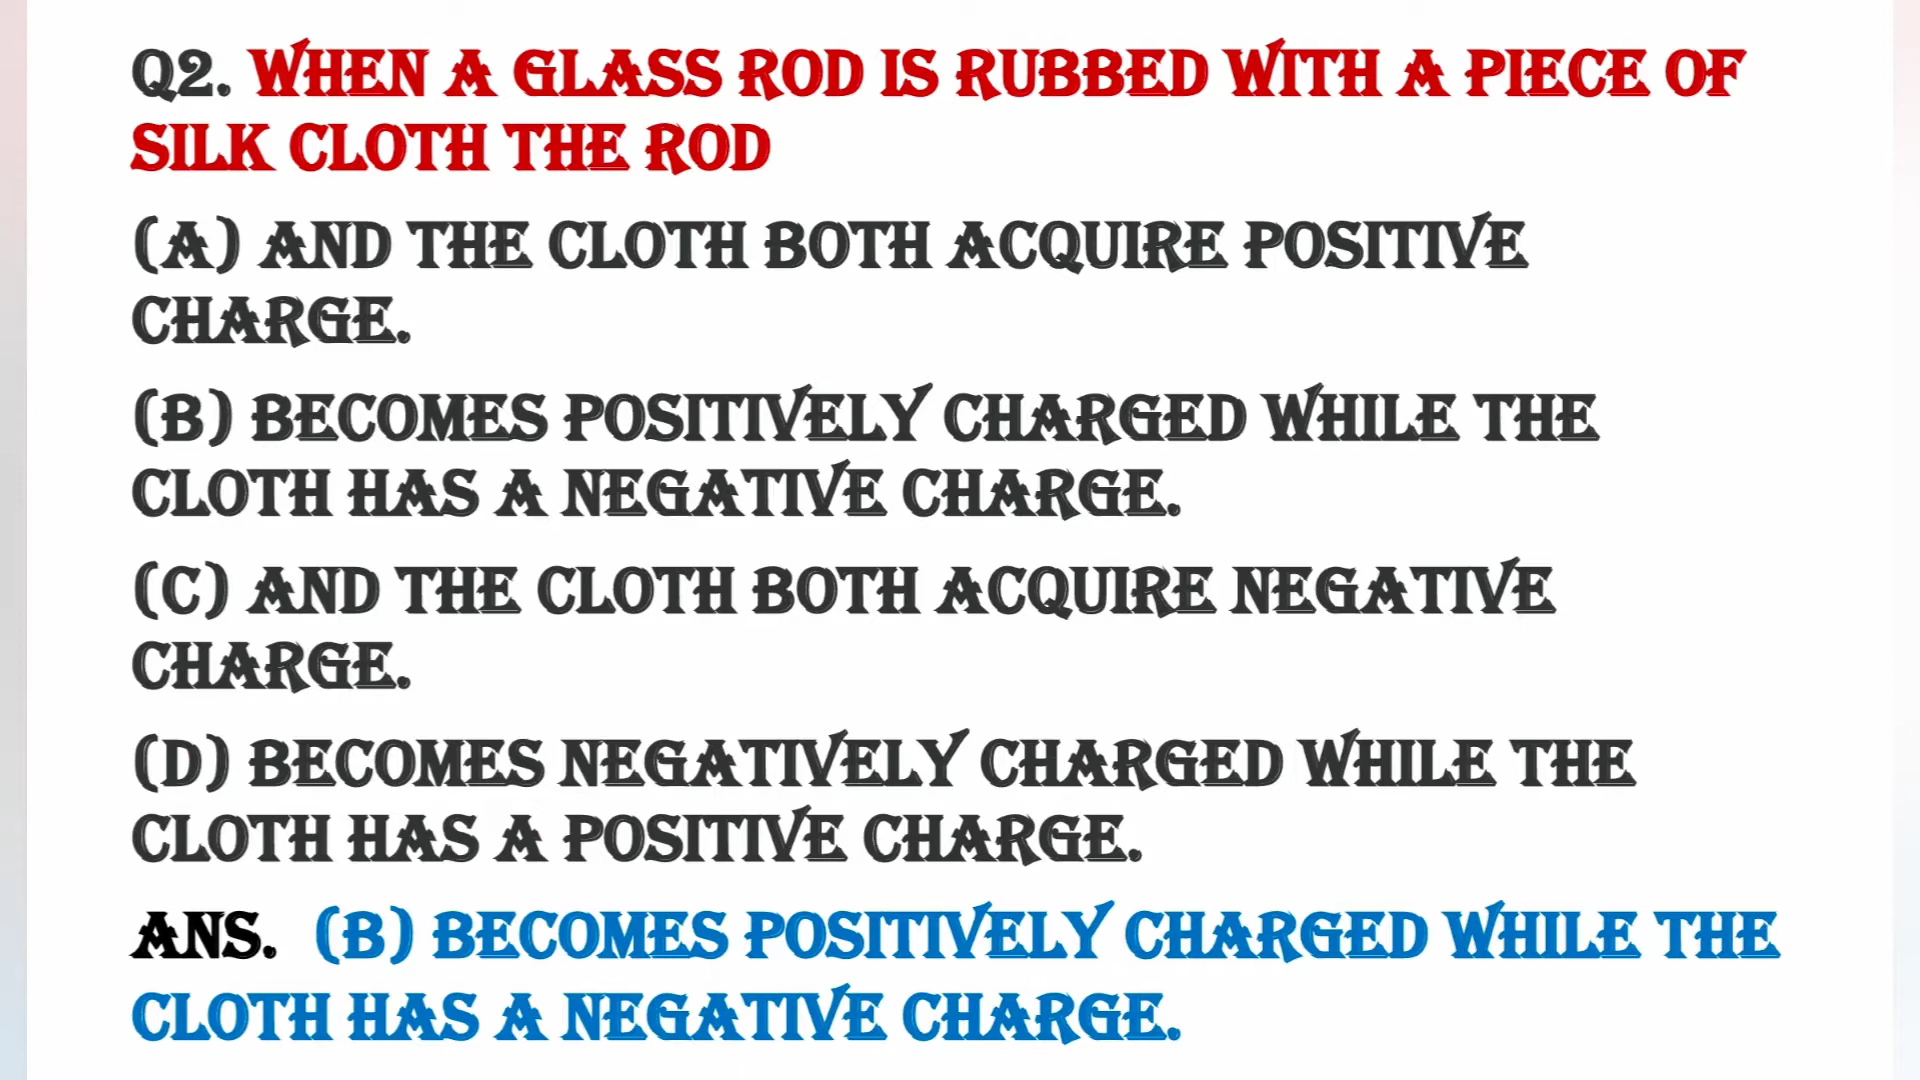 Q2. WHEN A GLASS ROD IS RUBBED WITH A PIECE OF
SILK CLOTH THE ROD
(A) AND THE CLOTH BOTH ACQUIRE POSITIVE
CHARGE.
(B) BECOMES POSITIVELY CHARGED WHILE THE
CLOTH HAS A NEGATIVE CHARGE.
(C) AND THE CLOTH BOTH ACQUIRE NEGATIVE
CHARGE.
(D) BECOMES NEGATIVELY CHARGED WHILE THE
CLOTH HAS A POSITIVE CHARGE.
ANS. (B) BECOMES POSITIVELY CHARGED WHILE THE
CLOTH HAS A NEGATIVE CHARGE.